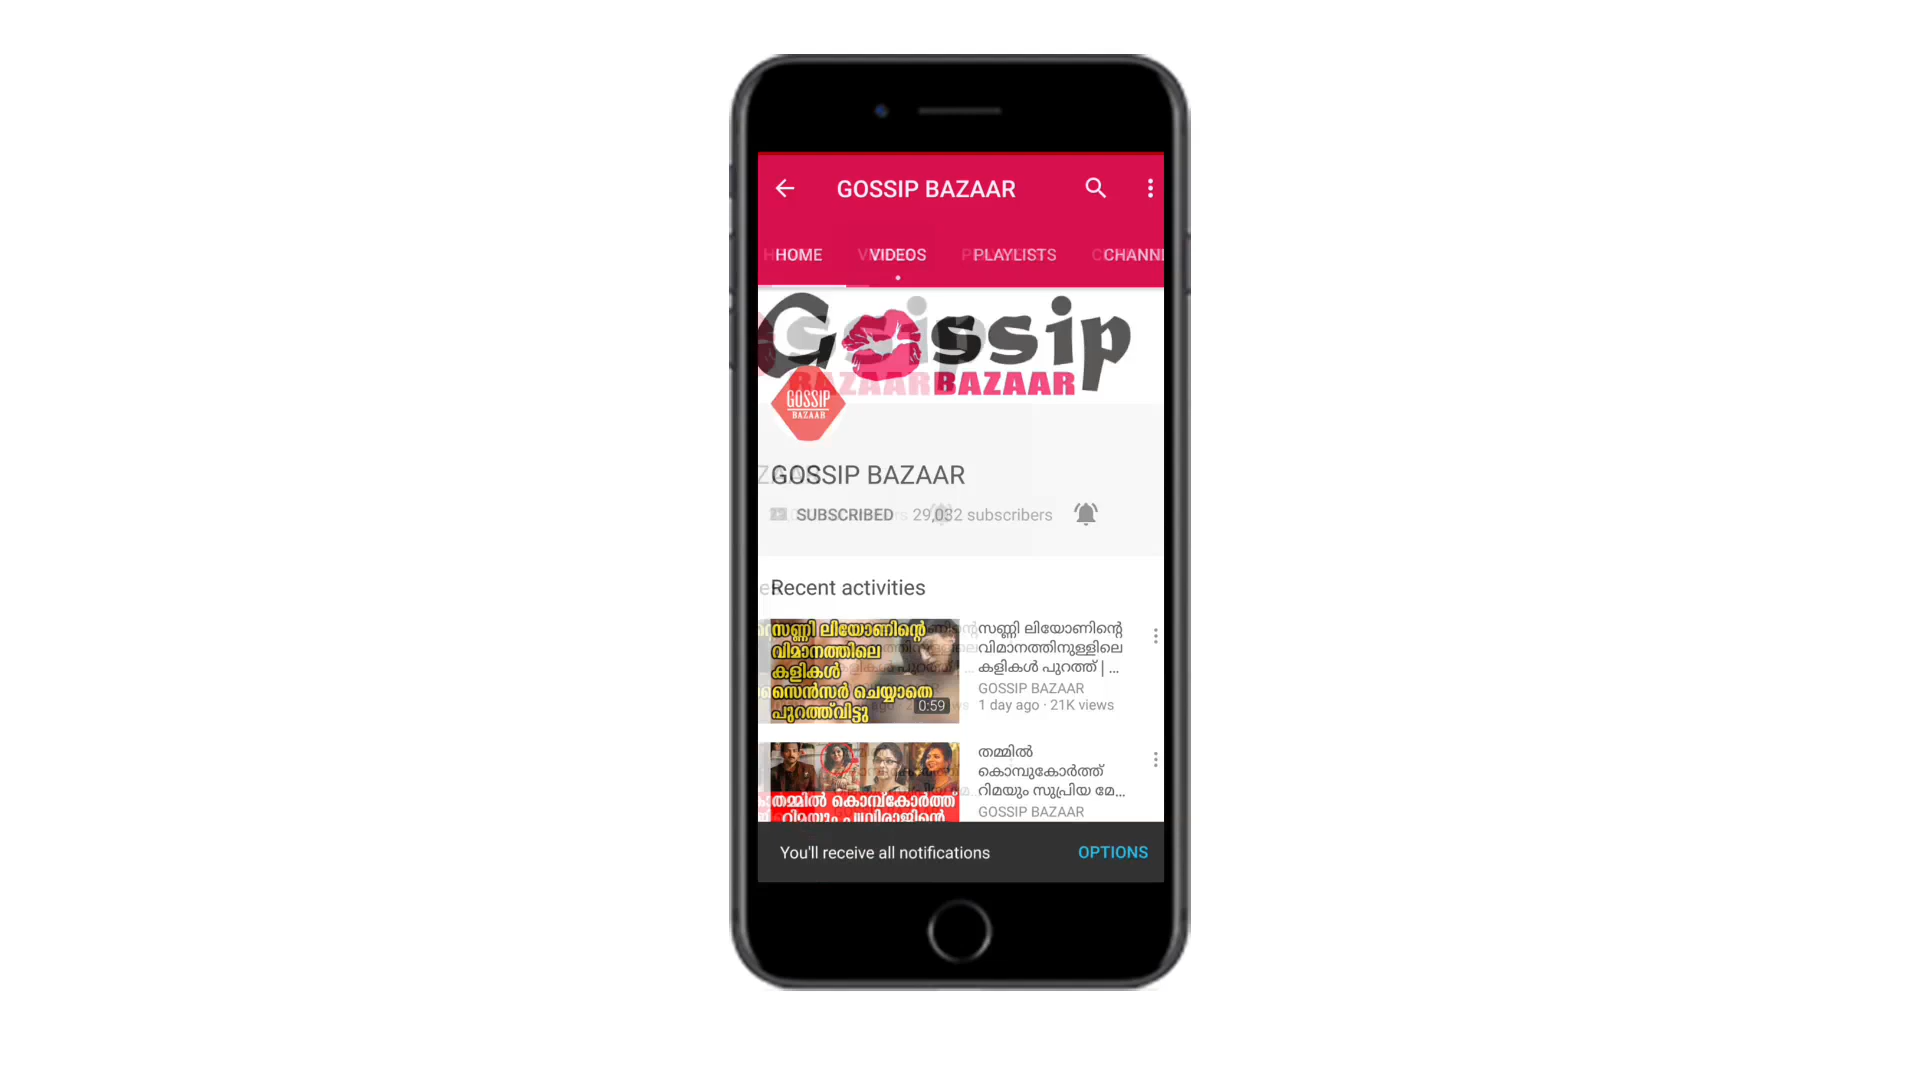 GOSSIP BAZAAR
HOME VIDEOS PLAYLISTS CHANN
Gossip
BAZAAR
GOSSIP
BAZAAR
GOSSIP BAZAAR
SUBSCRIBED 29,032 subscribers
Recent activities
സണ്ണി ലിയോണിന്റെ
വിമാനത്തിലെ
കളികൾ
സെൻസർ ചെയ്യാതെ
പുറത്ത്‌വിട്ടു
0:59
സണ്ണി ലിയോണിന്റെ
വിമാനത്തിനുള്ളിലെ
കളികൾ പുറത്ത് | ...
GOSSIP BAZAAR
1 day ago · 21K views
തമ്മിൽ കൊമ്പ്കോർത്ത്
റിമയും പൃഥ്വിരാജിന്റെ
തമ്മിൽ
കൊമ്പുകോർത്ത്
റിമയും സുപ്രിയ മേ...
GOSSIP BAZAAR
You'll receive all notifications OPTIONS